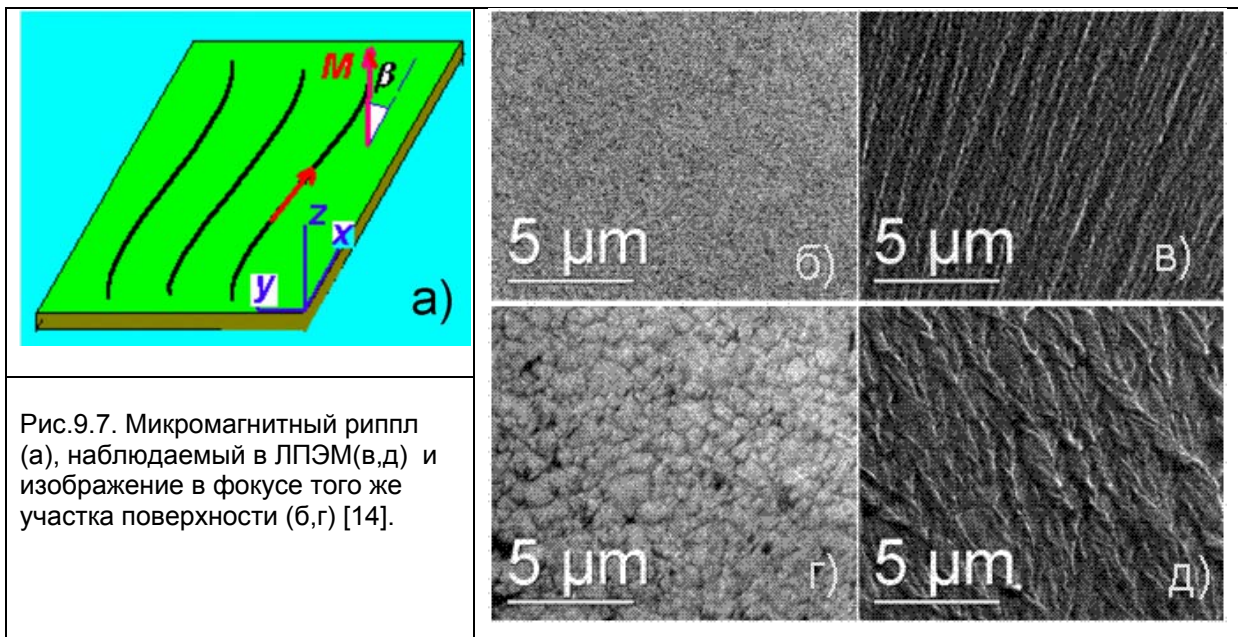 M
β
z
x
y
а)
5 µm
б)
5 µm
в)
5 µm
г)
5 µm
д)
Рис.9.7. Микромагнитный риппл
(а), наблюдаемый в ЛПЭМ(в,д) и
изображение в фокусе того же
участка поверхности (б,г) [14].